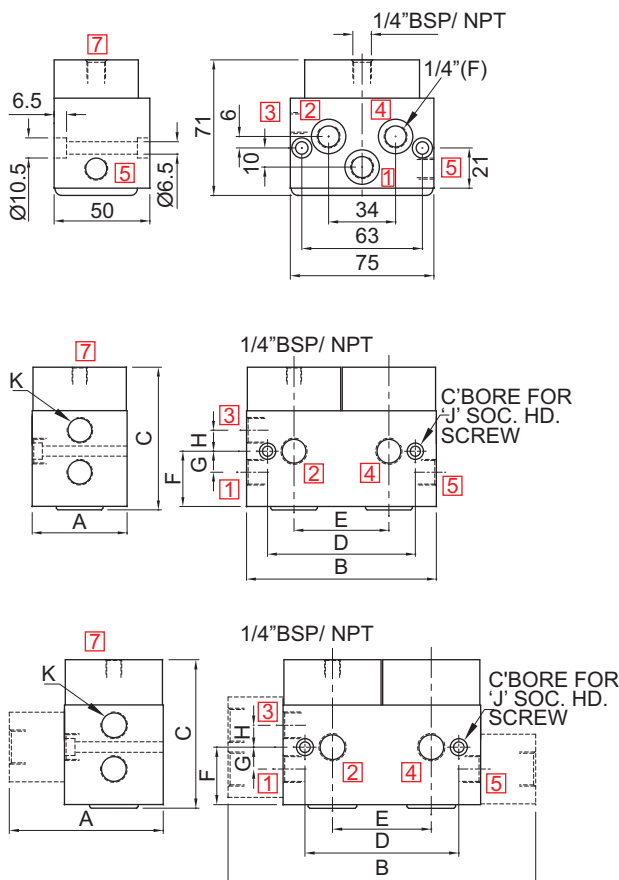 1/4"BSP/ NPT
7
1/4"(F)
6.5
6
3
2
4
71
10
1
5
21
Ø10.5
5
Ø6.5
50
34
63
75
7
1/4"BSP/ NPT
K
C'BORE FOR
'J' SOC. HD.
SCREW
3
H
C
G
F
2
4
1
5
A
E
D
B
1/4"BSP/ NPT
7
K
C'BORE FOR
'J' SOC. HD.
SCREW
3
H
C
G
F
2
4
1
5
A
E
D
B